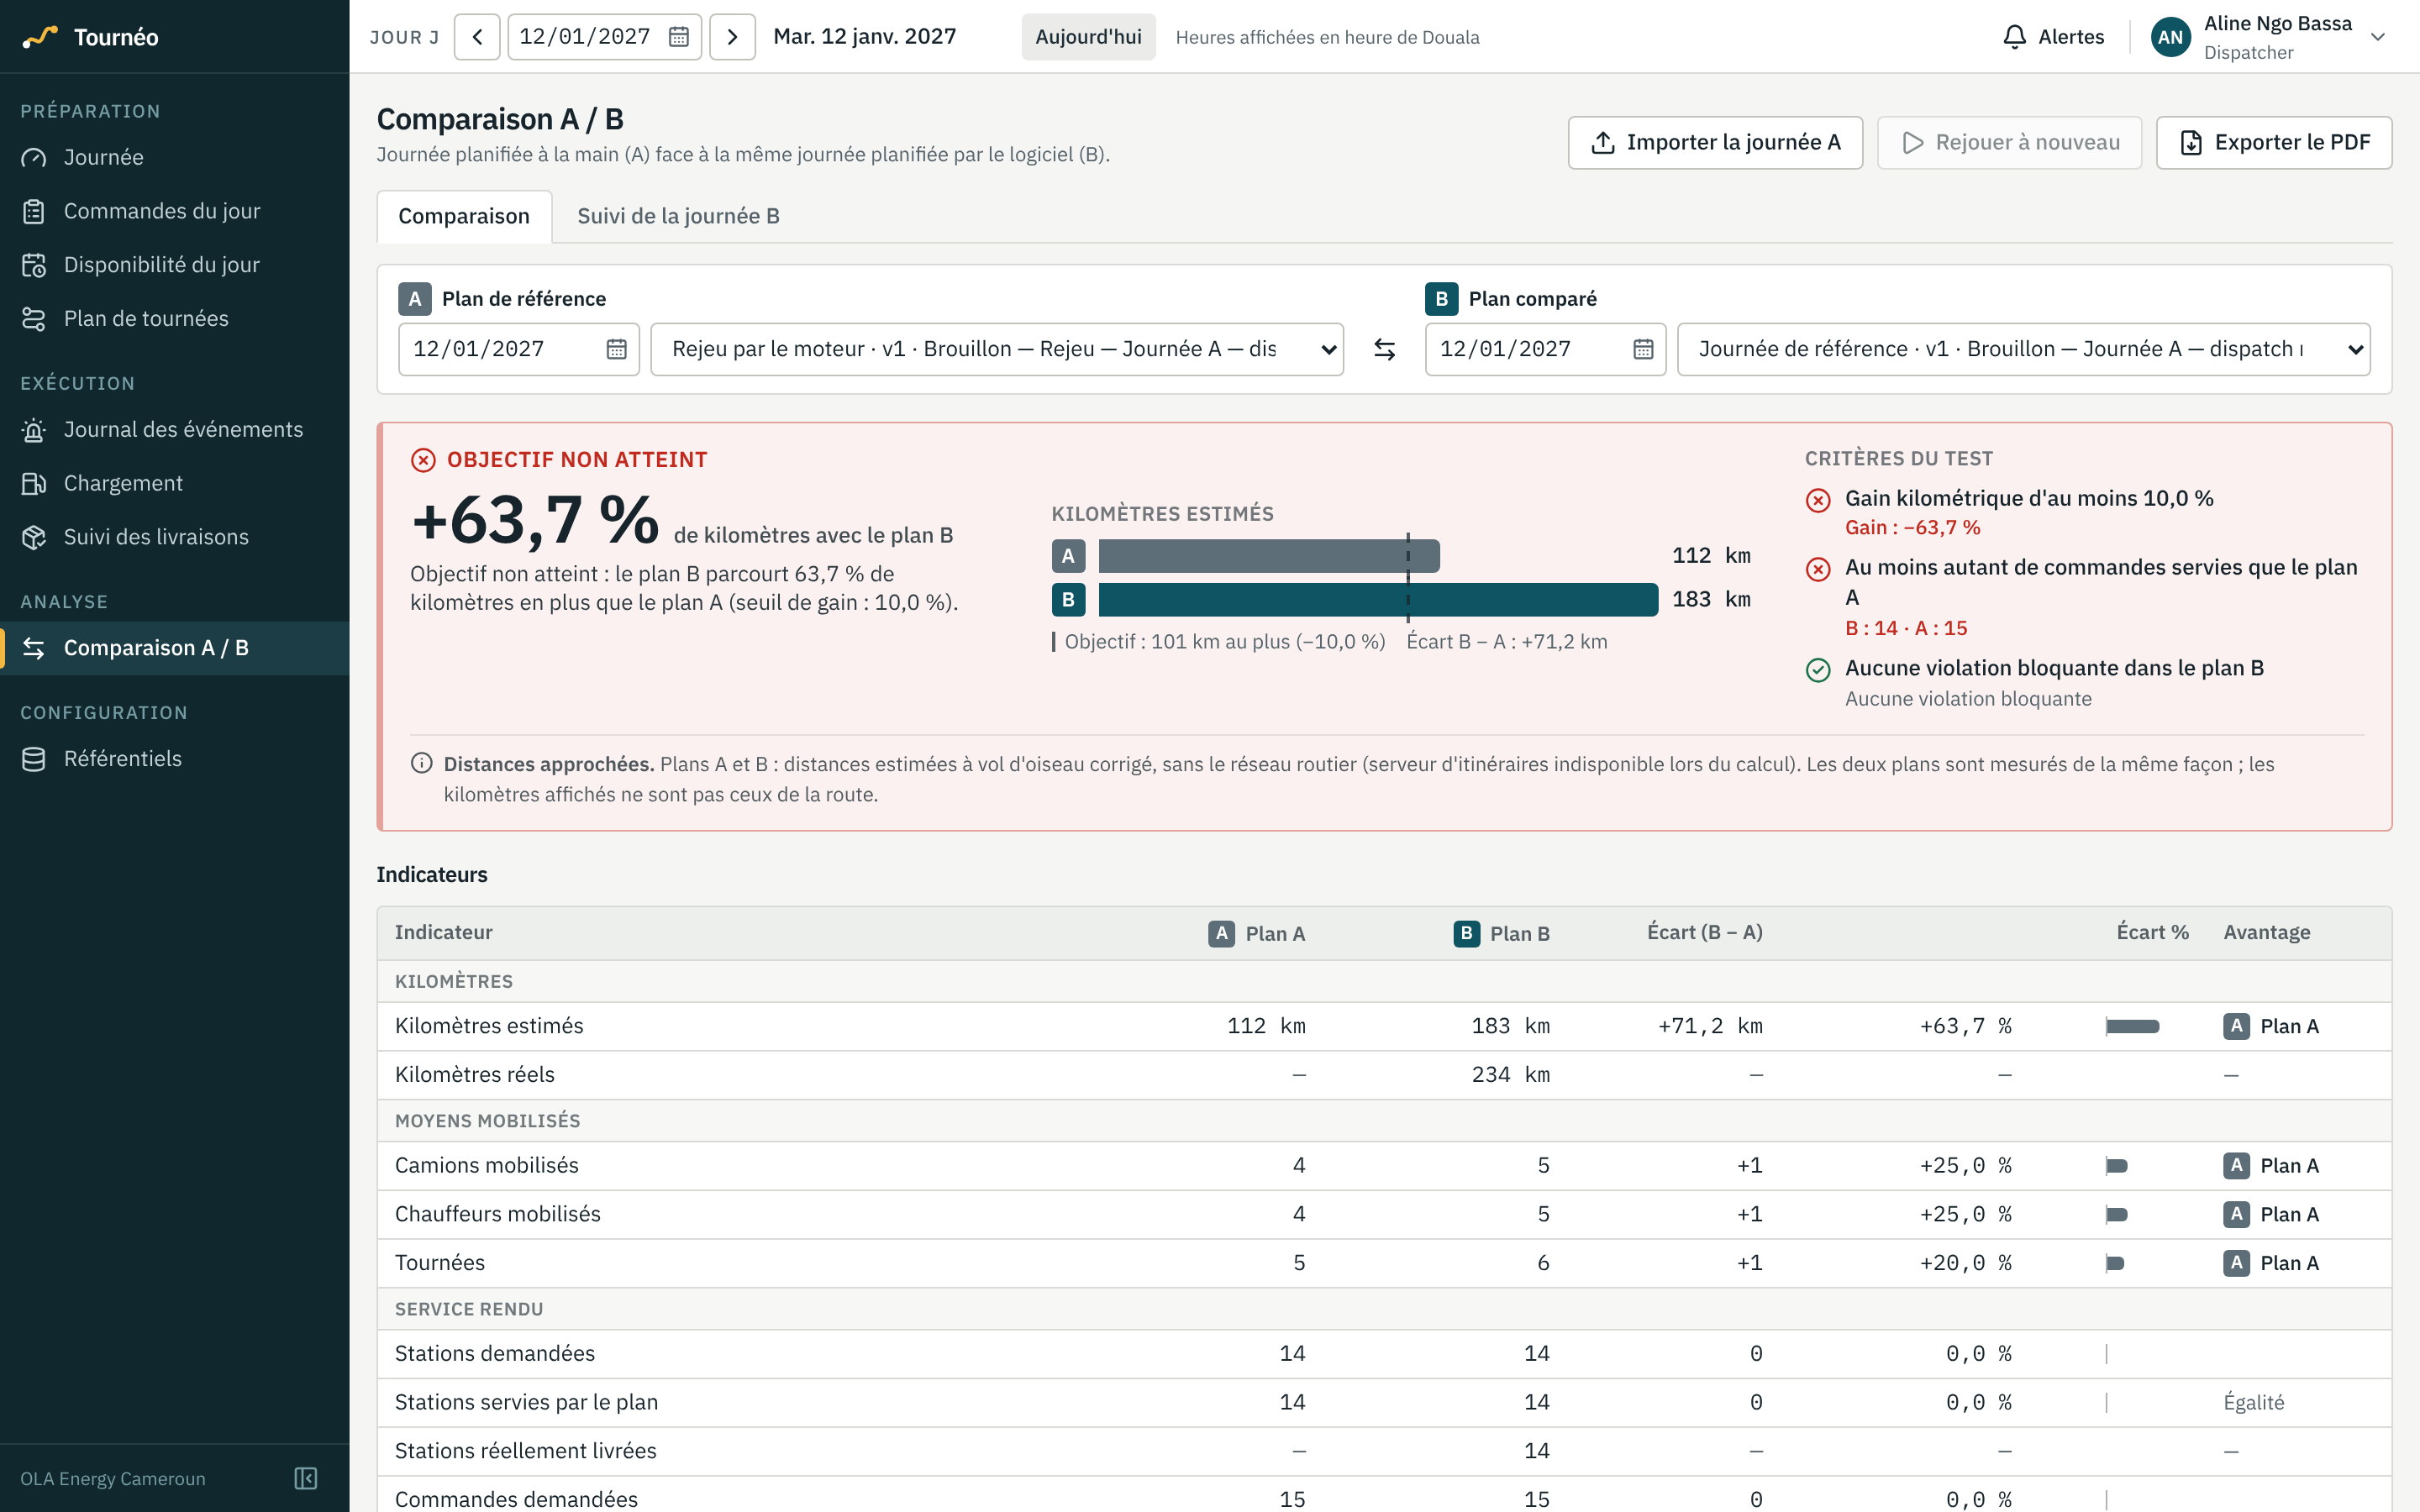 Tournéo
JOUR J
12/01/2027
Mar. 12 janv. 2027
Aujourd'hui
Heures affichées en heure de Douala
Alertes
AN
Aline Ngo Bassa
Dispatcher
PRÉPARATION
Journée
Commandes du jour
Disponibilité du jour
Plan de tournées
EXÉCUTION
Journal des événements
Chargement
Suivi des livraisons
ANALYSE
Comparaison A / B
CONFIGURATION
Référentiels
OLA Energy Cameroun
Comparaison A / B
Journée planifiée à la main (A) face à la même journée planifiée par le logiciel (B).
Importer la journée A
Rejouer à nouveau
Exporter le PDF
Comparaison
Suivi de la journée B
A Plan de référence
12/01/2027
Rejeu par le moteur · v1 · Brouillon — Rejeu — Journée A — dis
B Plan comparé
12/01/2027
Journée de référence · v1 · Brouillon — Journée A — dispatch
OBJECTIF NON ATTEINT
+63,7 % de kilomètres avec le plan B
Objectif non atteint : le plan B parcourt 63,7 % de
kilomètres en plus que le plan A (seuil de gain : 10,0 %).
KILOMÈTRES ESTIMÉS
A 112 km
B 183 km
Objectif : 101 km au plus (−10,0 %) Écart B − A : +71,2 km
CRITÈRES DU TEST
Gain kilométrique d'au moins 10,0 %
Gain : −63,7 %
Au moins autant de commandes servies que le plan
A
B : 14 · A : 15
Aucune violation bloquante dans le plan B
Aucune violation bloquante
Distances approchées. Plans A et B : distances estimées à vol d'oiseau corrigé, sans le réseau routier (serveur d'itinéraires indisponible lors du calcul). Les deux plans sont mesurés de la même façon ; les
kilomètres affichés ne sont pas ceux de la route.
Indicateurs
Indicateur A Plan A B Plan B Écart (B − A) Écart % Avantage
KILOMÈTRES
Kilomètres estimés 112 km 183 km +71,2 km +63,7 % A Plan A
Kilomètres réels — 234 km — — —
MOYENS MOBILISÉS
Camions mobilisés 4 5 +1 +25,0 % A Plan A
Chauffeurs mobilisés 4 5 +1 +25,0 % A Plan A
Tournées 5 6 +1 +20,0 % A Plan A
SERVICE RENDU
Stations demandées 14 14 0 0,0 %
Stations servies par le plan 14 14 0 0,0 % Égalité
Stations réellement livrées — 14 — — —
Commandes demandées 15 15 0 0,0 %